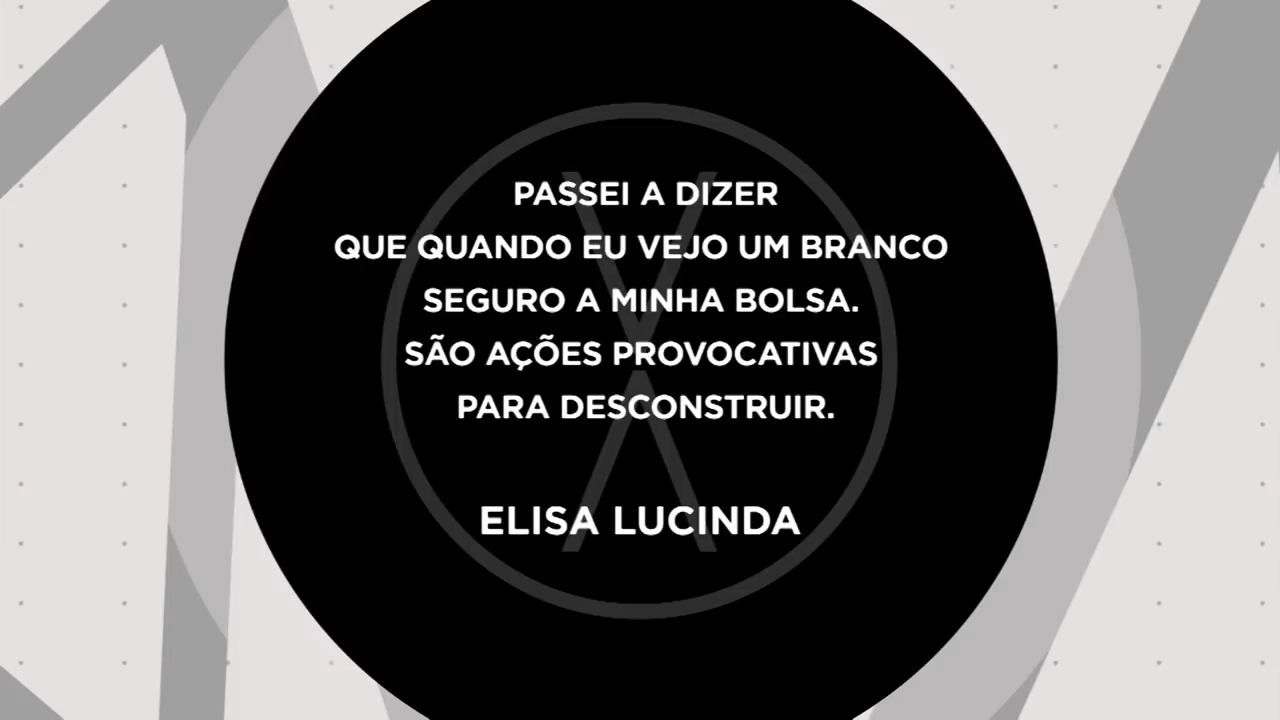 PASSEI A DIZER
QUE QUANDO EU VEJO UM BRANCO
SEGURO A MINHA BOLSA.
SÃO AÇÕES PROVOCATIVAS
PARA DESCONSTRUIR.
ELISA LUCINDA